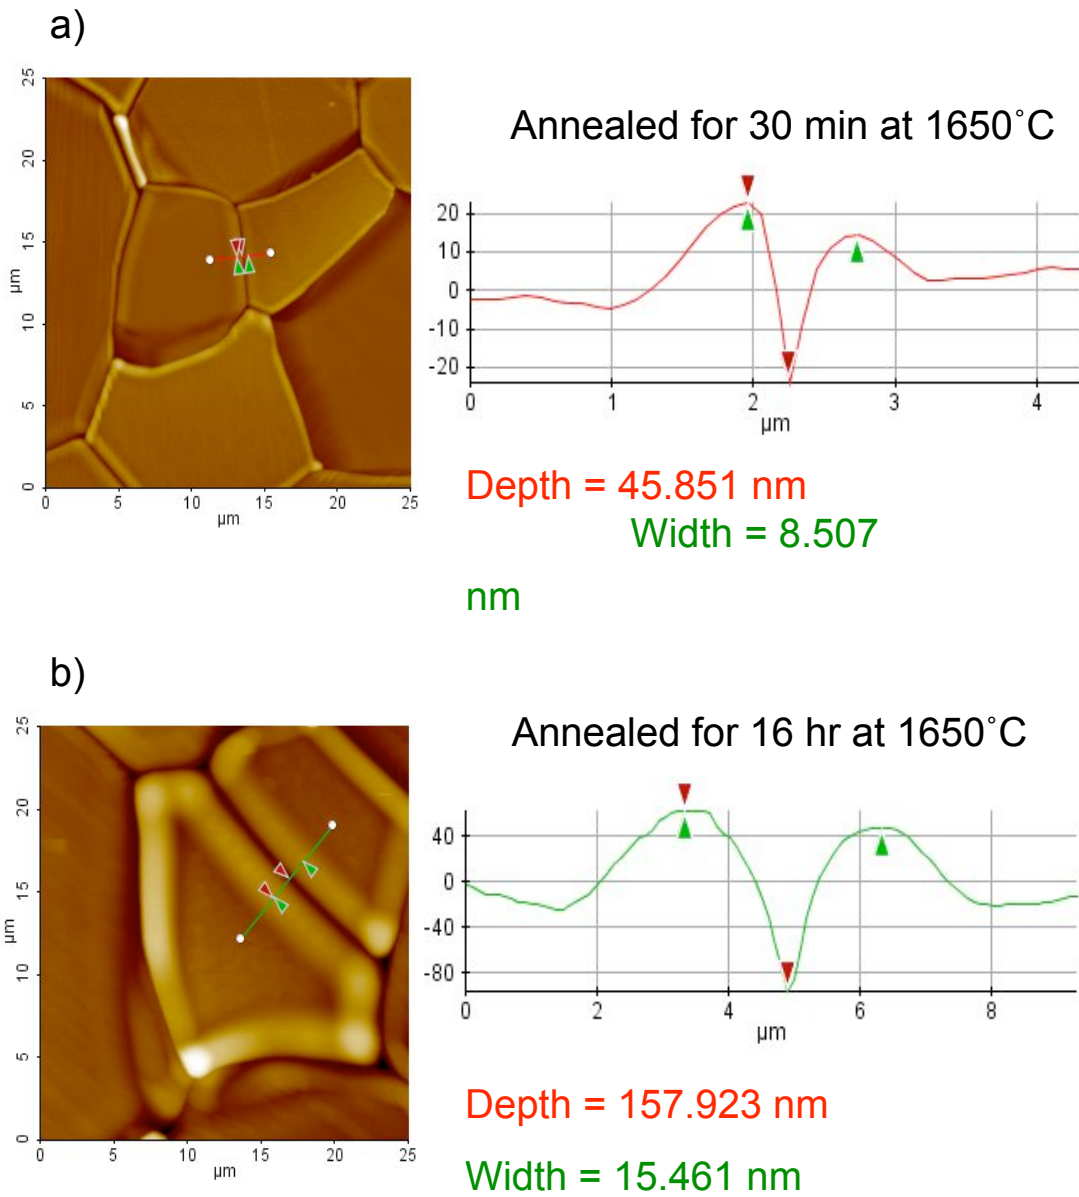 a)
Annealed for 30 min at 1650˚C
25
20
15
10
5
0
µm
0 5 10 15 20 25
µm
20
10
0
-10
-20
0 1 2 3 4
µm
Depth = 45.851 nm
Width = 8.507
nm
b)
Annealed for 16 hr at 1650˚C
25
20
15
10
5
0
µm
0 5 10 15 20 25
µm
40
0
-40
-80
0 2 4 6 8
µm
Depth = 157.923 nm
Width = 15.461 nm